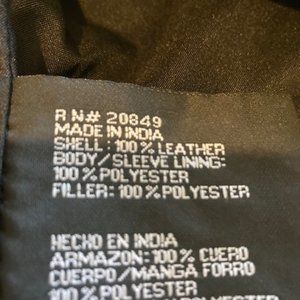 RN# 20849
MADE IN INDIA
SHELL: 100% LEATHER
BODY/SLEEVE LINING:
100% POLYESTER
FILLER: 100% POLYESTER
HECHO EN INDIA
ARMAZON: 100% CUERO
CUERPO/MANGA FORRO
100% POLYESTER